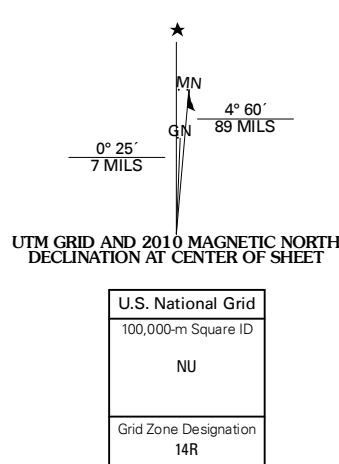 MN
4° 60´
89 MILS
GN
0° 25´
7 MILS
UTM GRID AND 2010 MAGNETIC NORTH
DECLINATION AT CENTER OF SHEET
U.S. National Grid
100,000-m Square ID
NU
Grid Zone Designation
14R